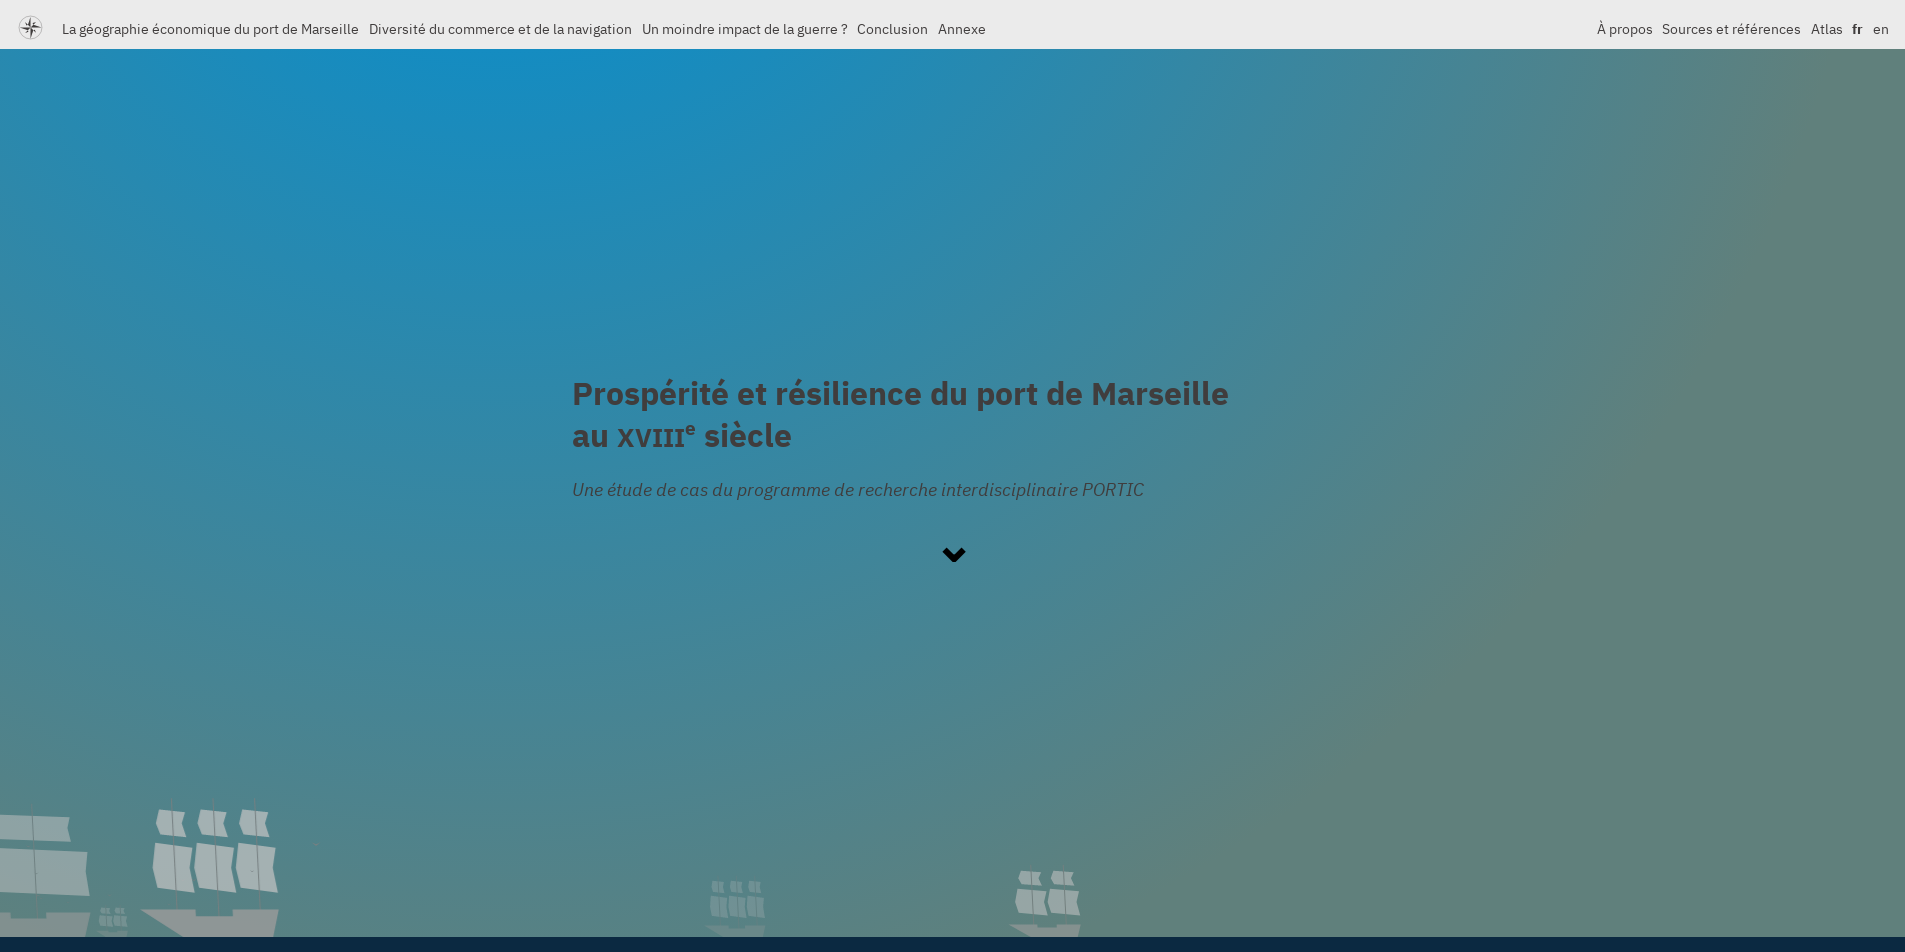 La géographie économique du port de Marseille Diversité du commerce et de la navigation Un moindre impact de la guerre ? Conclusion Annexe À propos Sources et références Atlas fr en
Prospérité et résilience du port de Marseille
au XVIIIe siècle
Une étude de cas du programme de recherche interdisciplinaire PORTIC